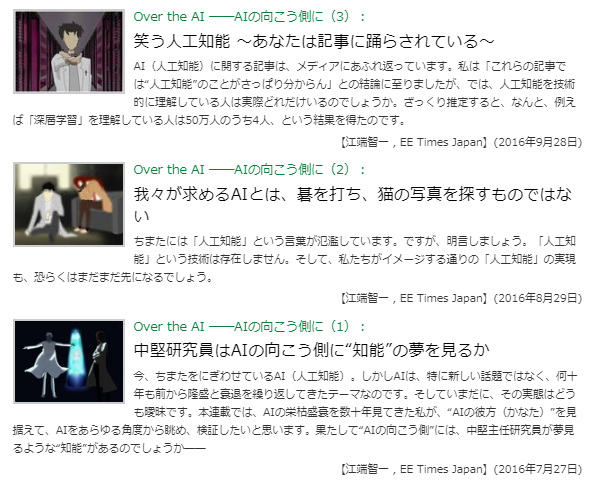 Over the AI ――AIの向こう側に（3）：
笑う人工知能 ～あなたは記事に踊らされている～
AI（人工知能）に関する記事は、メディアにあふれ返っています。私は「これらの記事で
は“人工知能”のことがさっぱり分からん」との結論に至りましたが、では、人工知能を技術
的に理解している人は実際どれだけいるのでしょうか。ざっくり推定すると、なんと、例え
ば「深層学習」を理解している人は50万人のうち4人、という結果を得たのです。
【江端智一 , EE Times Japan】(2016年9月28日)
Over the AI ――AIの向こう側に（2）：
我々が求めるAIとは、碁を打ち、猫の写真を探すものではな
い
ちまたには「人工知能」という言葉が氾濫しています。ですが、明言しましょう。「人工知
能」という技術は存在しません。そして、私たちがイメージする通りの「人工知能」の実現
も、恐らくはまだまだ先になるでしょう。
【江端智一 , EE Times Japan】(2016年8月29日)
Over the AI ――AIの向こう側に（1）：
中堅研究員はAIの向こう側に“知能”の夢を見るか
今、ちまたをにぎわせているAI（人工知能）。しかしAIは、特に新しい話題ではなく、何十
年も前から隆盛と衰退を繰り返してきたテーマなのです。そしていまだに、その実態はどう
も曖昧です。本連載では、AIの栄枯盛衰を数十年見てきた私が、“AIの彼方（かなた）”を見
据えて、AIをあらゆる角度から眺め、検証したいと思います。果たして“AIの向こう側”には、中堅主任研究員が夢見
るような“知能”があるのでしょうか――
【江端智一 , EE Times Japan】(2016年7月27日)